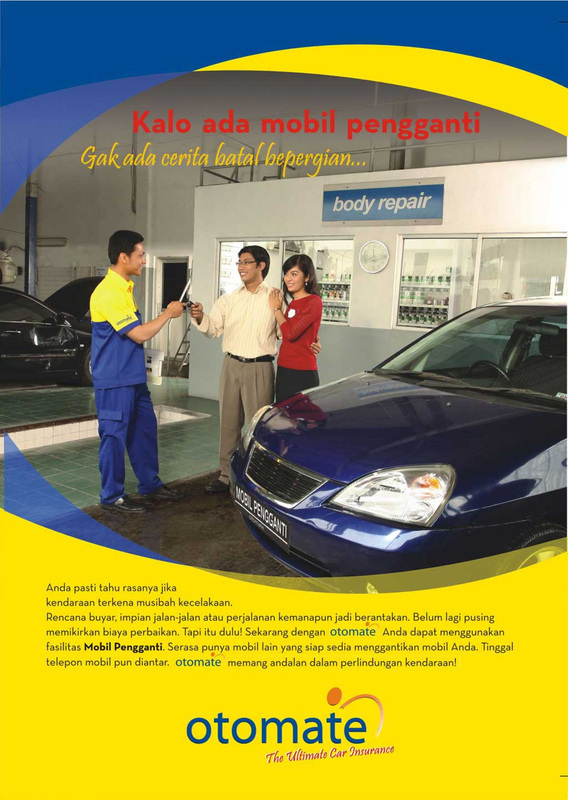 Kalo ada mobil pengganti
Gak ada cerita batal bepergian...
body repair
MOBIL PENGGANTI
Anda pasti tahu rasanya jika
kendaraan terkena musibah kecelakaan.
Rencana buyar, impian jalan-jalan atau perjalanan kemanapun jadi berantakan. Belum lagi pusing
memikirkan biaya perbaikan. Tapi itu dulu! Sekarang dengan otomate Anda dapat menggunakan
fasilitas Mobil Pengganti. Serasa punya mobil lain yang siap sedia menggantikan mobil Anda. Tinggal
telepon mobil pun diantar. otomate memang andalan dalam perlindungan kendaraan!
otomate
The Ultimate Car Insurance